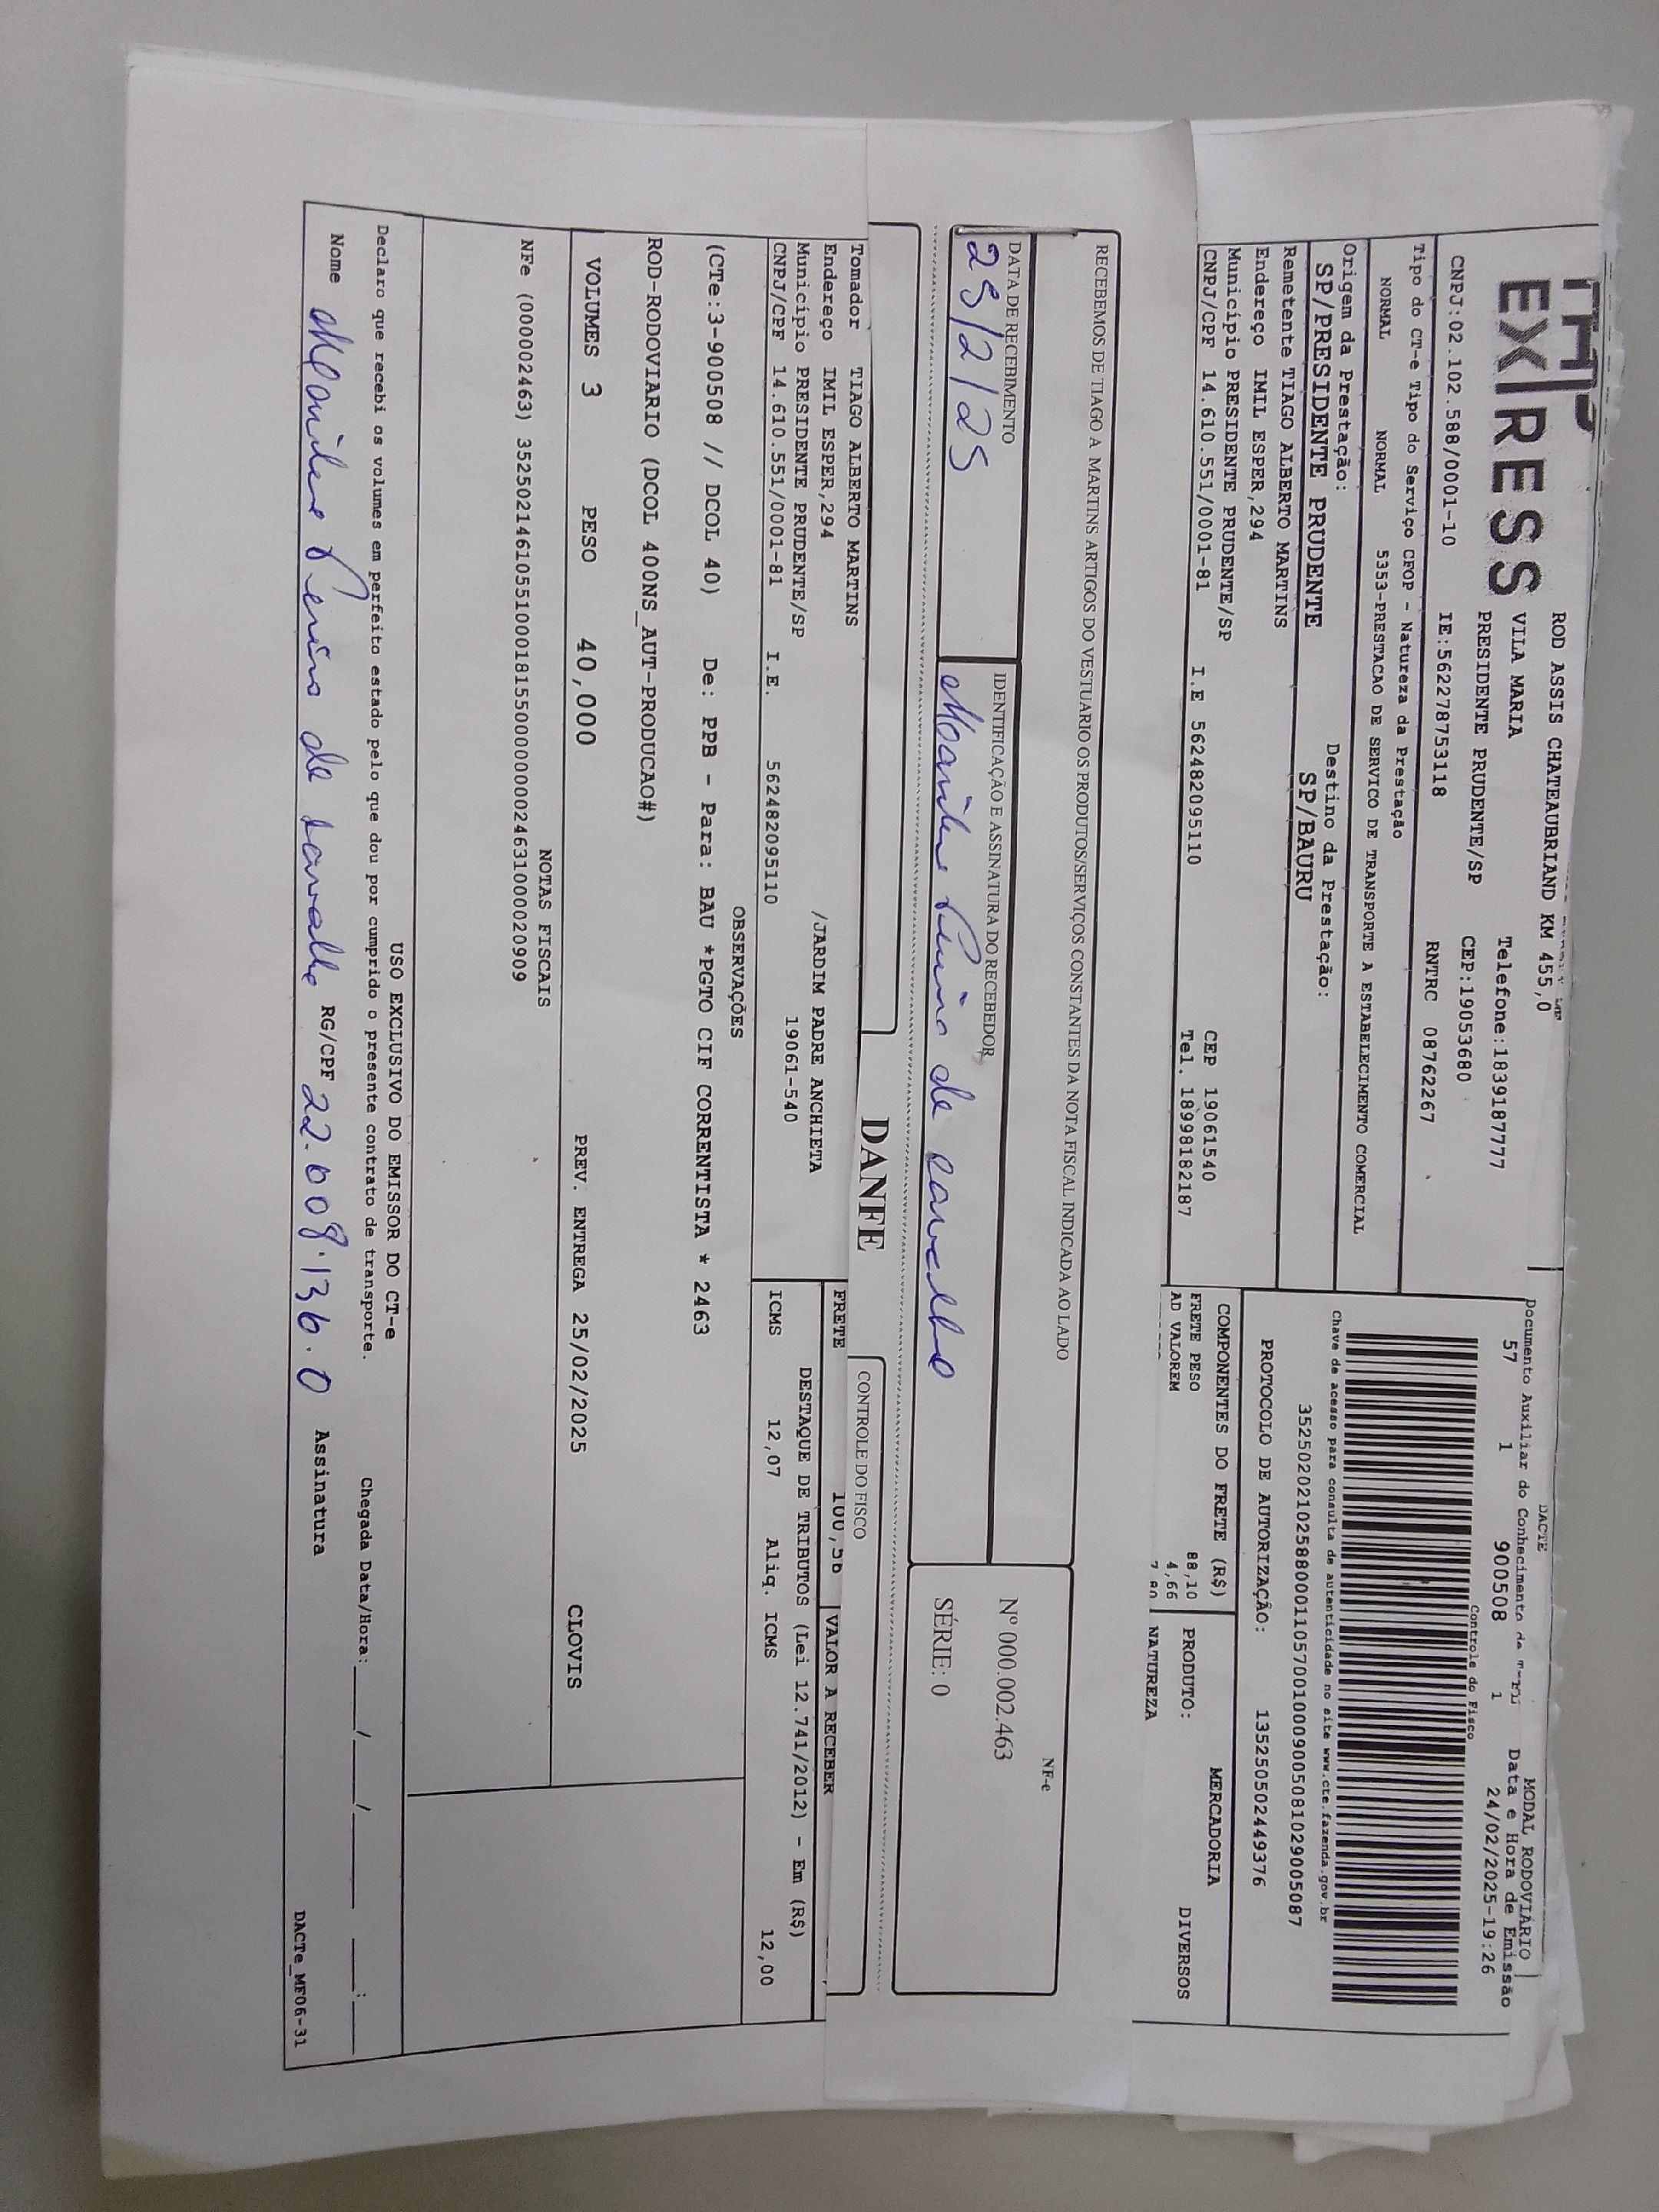 EXPRESS
ROD ASSIS CHATEAUBRIAND KM 455,0
VILA MARIA
Telefone:1839187777
PRESIDENTE PRUDENTE/SP CEP:19053680
CNPJ:02.102.588/0001-10 IE:562278753118 RNTRC 08762267
DACTE
MODAL RODOVIÁRIO
Documento Auxiliar do Conhecimento de
Data e Hora de Emissão
57 1 900508 1 24/02/2025-19:26
Controle do Fisco
Chave de acesso para consulta de autenticidade no site www.cte.fazenda.gov.br
35250202102588000110570010009005081029005087
PROTOCOLO DE AUTORIZAÇÃO: 135250502449376
Tipo do CT-e Tipo do Serviço CFOP - Natureza da Prestação
NORMAL NORMAL 5353-PRESTACAO DE SERVICO DE TRANSPORTE A ESTABELECIMENTO COMERCIAL
Origem da Prestação: Destino da Prestação:
SP/PRESIDENTE PRUDENTE SP/BAURU
Remetente TIAGO ALBERTO MARTINS
Endereço IMIL ESPER,294
Município PRESIDENTE PRUDENTE/SP CEP 19061540
CNPJ/CPF 14.610.551/0001-81 I.E 562482095110 Tel. 18998182187
COMPONENTES DO FRETE (R$) MERCADORIA
FRETE PESO 88,10
AD VALOREM 4,66
7,80
PRODUTO: DIVERSOS
NATUREZA
RECEBEMOS DE TIAGO A MARTINS ARTIGOS DO VESTUARIO OS PRODUTOS/SERVIÇOS CONSTANTES DA NOTA FISCAL INDICADA AO LADO
DATA DE RECEBIMENTO IDENTIFICAÇÃO E ASSINATURA DO RECEBEDOR
25/2/25 de Carvalho
NF-e
Nº 000.002.463
SÉRIE: 0
DANFE
CONTROLE DO FISCO
Tomador TIAGO ALBERTO MARTINS
Endereço IMIL ESPER,294 /JARDIM PADRE ANCHIETA
Município PRESIDENTE PRUDENTE/SP 19061-540
CNPJ/CPF 14.610.551/0001-81 I.E. 562482095110
FRETE 100,56 VALOR A RECEBER
DESTAQUE DE TRIBUTOS (Lei 12.741/2012) - Em (R$)
ICMS 12,07 Aliq. ICMS 12,00
OBSERVAÇÕES
(CTe:3-900508 // DCOL 40) De: PPB - Para: BAU *PGTO CIF CORRENTISTA * 2463
ROD-RODOVIARIO (DCOL 400NS_AUT-PRODUCAO#)
VOLUMES 3 PESO 40,000 PREV. ENTREGA 25/02/2025 CLOVIS
NOTAS FISCAIS
NFe (000002463) 35250214610551000181550000000024631000020909
USO EXCLUSIVO DO EMISSOR DO CT-e
Declaro que recebi os volumes em perfeito estado pelo que dou por cumprido o presente contrato de transporte. Chegada Data/Hora:____/____/____ __:__
Nome de Carvalho RG/CPF 22.008.136.0 Assinatura
DACTe_MF06-31